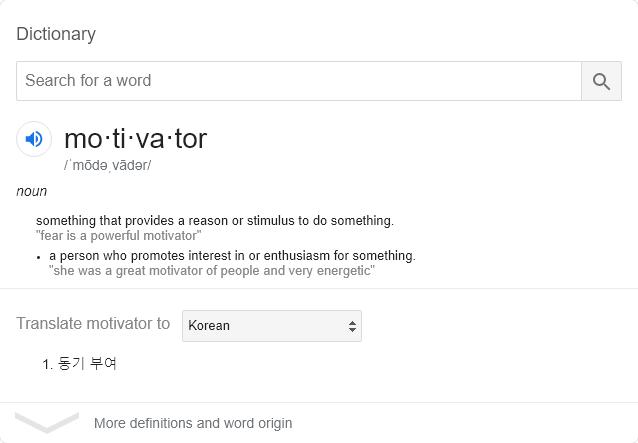 Dictionary
Search for a word
mo·ti·va·tor
/ˈmōdəˌvādər/
noun
something that provides a reason or stimulus to do something.
"fear is a powerful motivator"
• a person who promotes interest in or enthusiasm for something.
"she was a great motivator of people and very energetic"
Translate motivator to Korean
1. 동기 부여
More definitions and word origin